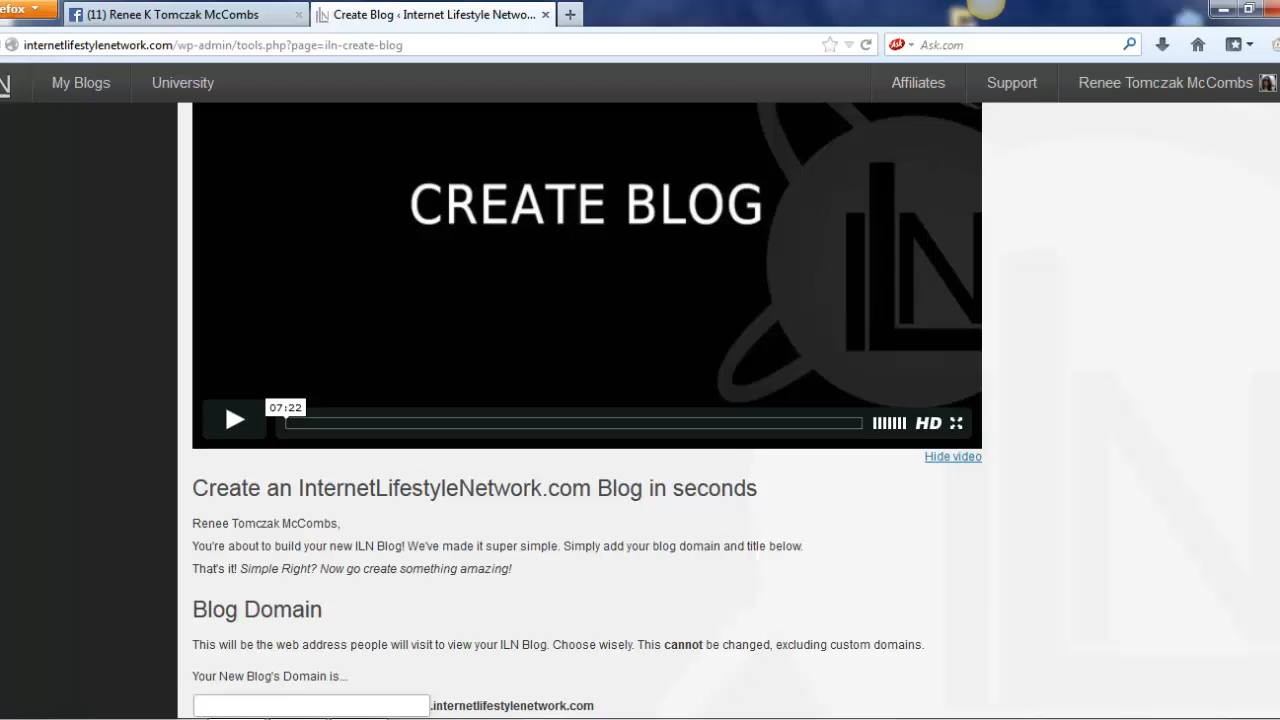 efox
(11) Renee K Tomczak McCombs
Create Blog ‹ Internet Lifestyle Netwo...
internetlifestylenetwork.com/wp-admin/tools.php?page=iln-create-blog
Ask
Ask.com
N
My Blogs
University
Affiliates
Support
Renee Tomczak McCombs
CREATE BLOG
ILN
07:22
HD
Hide video
Create an InternetLifestyleNetwork.com Blog in seconds
Renee Tomczak McCombs,
You're about to build your new ILN Blog! We've made it super simple. Simply add your blog domain and title below.
That's it! Simple Right? Now go create something amazing!
Blog Domain
This will be the web address people will visit to view your ILN Blog. Choose wisely. This cannot be changed, excluding custom domains.
Your New Blog's Domain is...
.internetlifestylenetwork.com